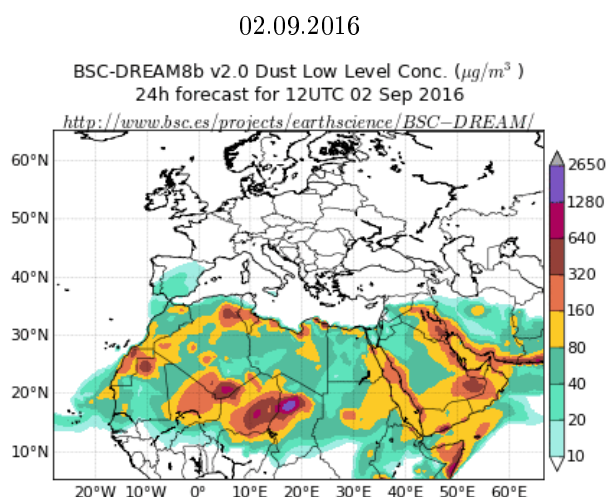 02.09.2016
BSC-DREAM8b v2.0 Dust Low Level Conc. (μg/m³ )
24h forecast for 12UTC 02 Sep 2016
http://www.bsc.es/projects/earthscience/BSC−DREAM/
60°N
50°N
40°N
30°N
20°N
10°N
20°W 10°W 0° 10°E 20°E 30°E 40°E 50°E 60°E
2650
1280
640
320
160
80
40
20
10